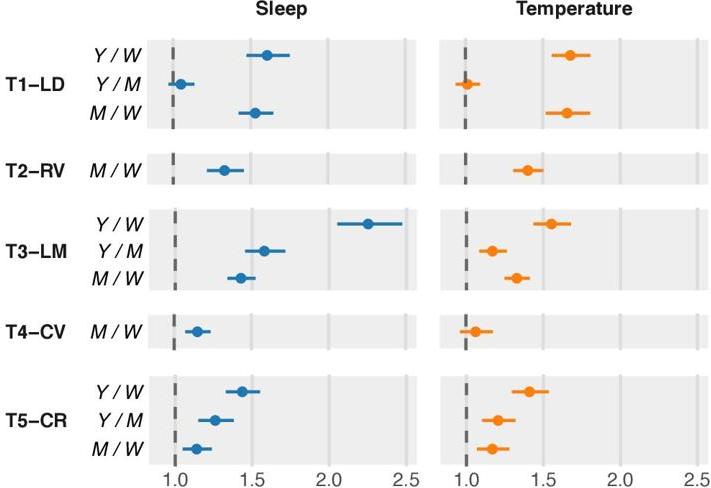 Sleep Temperature
Y / W
T1–LD Y / M
M / W
T2–RV M / W
Y / W
T3–LM Y / M
M / W
T4–CV M / W
Y / W
T5–CR Y / M
M / W
1.0 1.5 2.0 2.5 1.0 1.5 2.0 2.5